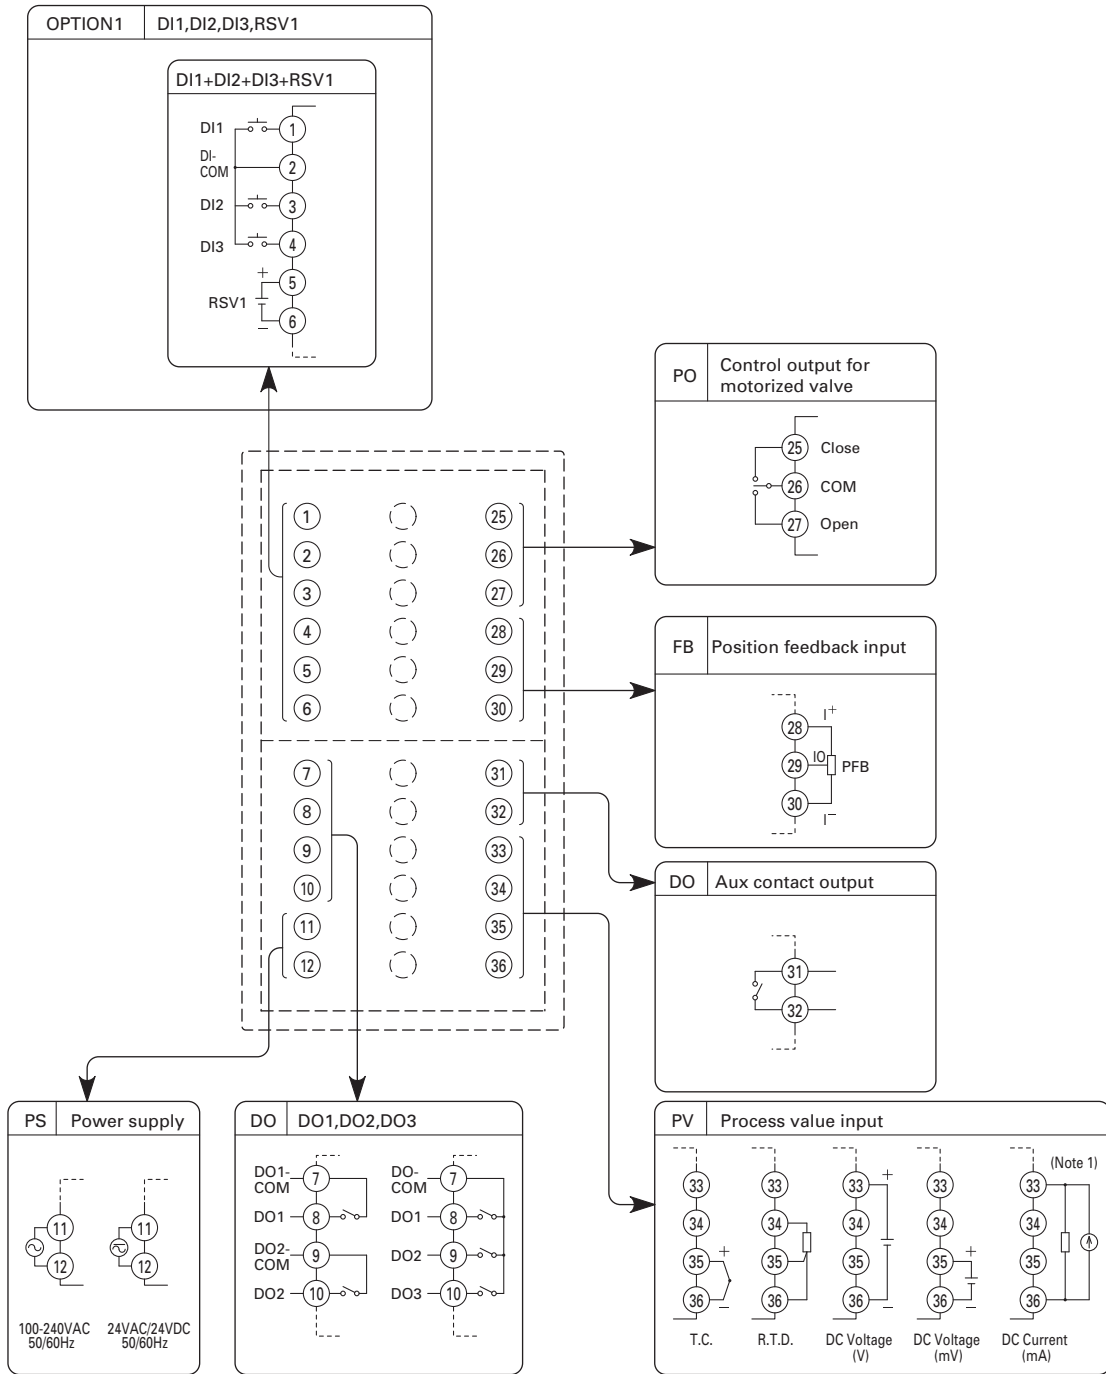 OPTION1 DI1,DI2,DI3,RSV1
DI1+DI2+DI3+RSV1
DI1 1
DI-
COM 2
DI2 3
DI3 4
+ 5
RSV1
– 6
PO Control output for
motorized valve
25 Close
26 COM
27 Open
1 25
2 26
3 27
4 28
5 29
6 30
7 31
8 32
9 33
10 34
11 35
12 36
FB Position feedback input
28 I+
29 IO PFB
30 I–
DO Aux contact output
31
32
PS Power supply
11 11
12 12
100-240VAC 24VAC/24VDC
50/60Hz 50/60Hz
DO DO1,DO2,DO3
DO1-
COM 7
DO1 8
DO2-
COM 9
DO2 10
DO-
COM 7
DO1 8
DO2 9
DO3 10
PV Process value input
(Note 1)
33 33 33 + 33 33
34 34 34 34 34
35 + 35 35 35 + 35
36 – 36 36 – 36 – 36
T.C. R.T.D. DC Voltage DC Voltage DC Current
(V) (mV) (mA)